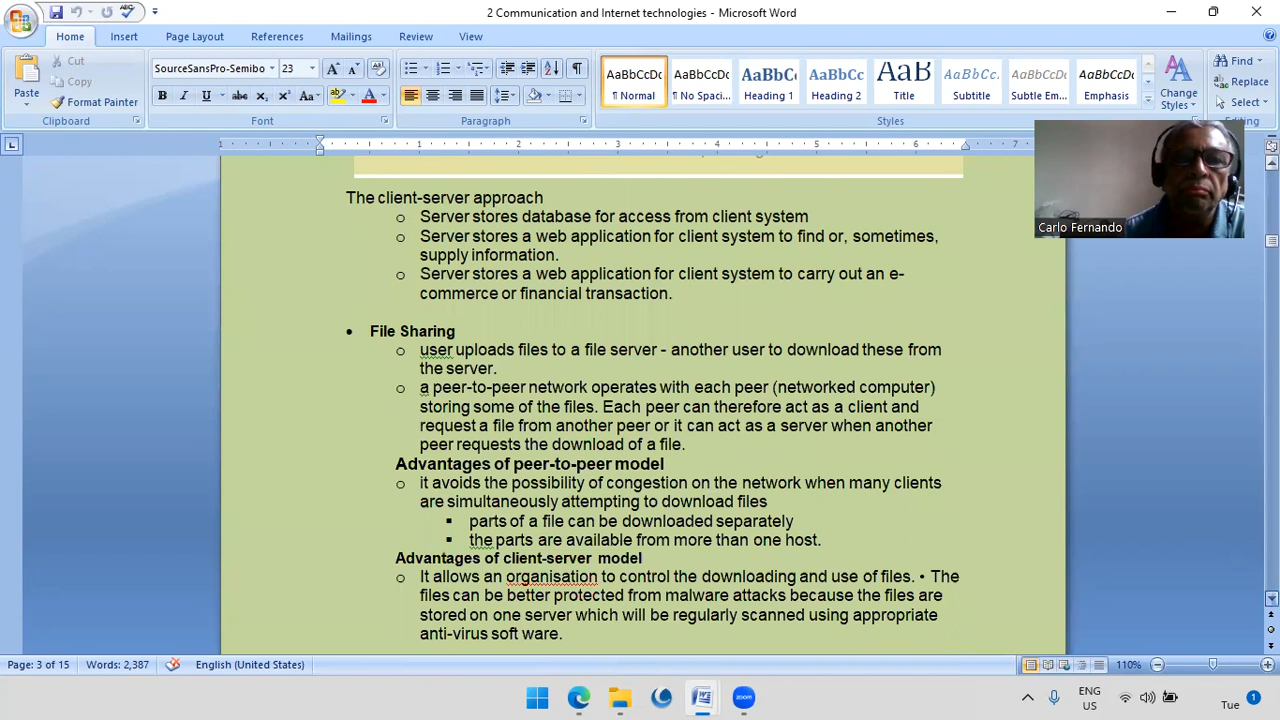 2 Communication and Internet technologies - Microsoft Word
Home Insert Page Layout References Mailings Review View
Paste
Cut
Copy
Format Painter
Clipboard
SourceSansPro-Semibo 23
Font
Paragraph
AaBbCcDc AaBbCcDc AaBbCc AaBbCc AaB AaBbCcL AaBbCcDc AaBbCcDc
¶ Normal ¶ No Spaci... Heading 1 Heading 2 Title Subtitle Subtle Em... Emphasis
Change Styles
Styles
Find
Replace
Select
Editing
Carlo Fernando
The client-server approach
o Server stores database for access from client system
o Server stores a web application for client system to find or, sometimes,
supply information.
o Server stores a web application for client system to carry out an e-
commerce or financial transaction.
• File Sharing
o user uploads files to a file server - another user to download these from
the server.
o a peer-to-peer network operates with each peer (networked computer)
storing some of the files. Each peer can therefore act as a client and
request a file from another peer or it can act as a server when another
peer requests the download of a file.
Advantages of peer-to-peer model
o it avoids the possibility of congestion on the network when many clients
are simultaneously attempting to download files
▪ parts of a file can be downloaded separately
▪ the parts are available from more than one host.
Advantages of client-server model
o It allows an organisation to control the downloading and use of files. • The
files can be better protected from malware attacks because the files are
stored on one server which will be regularly scanned using appropriate
anti-virus soft ware.
Page: 3 of 15 Words: 2,387 English (United States) 110%
zoom
ENG
US
Tue
1